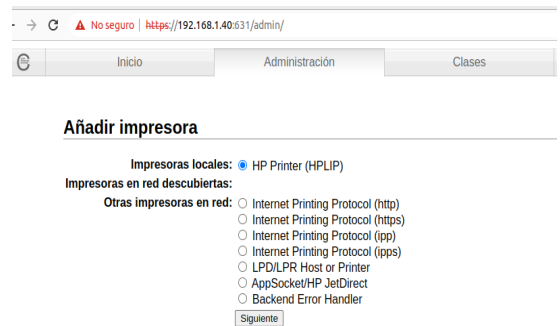 No seguro | https://192.168.1.40:631/admin/
Inicio Administración Clases
Añadir impresora
Impresoras locales: HP Printer (HPLIP)
Impresoras en red descubiertas:
Otras impresoras en red: Internet Printing Protocol (http)
Internet Printing Protocol (https)
Internet Printing Protocol (ipp)
Internet Printing Protocol (ipps)
LPD/LPR Host or Printer
AppSocket/HP JetDirect
Backend Error Handler
Siguiente